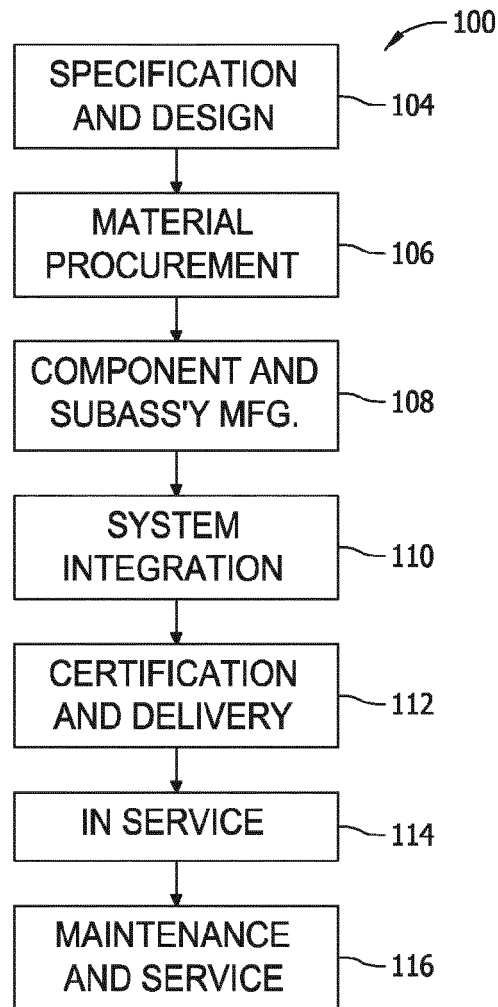 100
SPECIFICATION
AND DESIGN
104
MATERIAL
PROCUREMENT
106
COMPONENT AND
SUBASS'Y MFG.
108
SYSTEM
INTEGRATION
110
CERTIFICATION
AND DELIVERY
112
IN SERVICE
114
MAINTENANCE
AND SERVICE
116